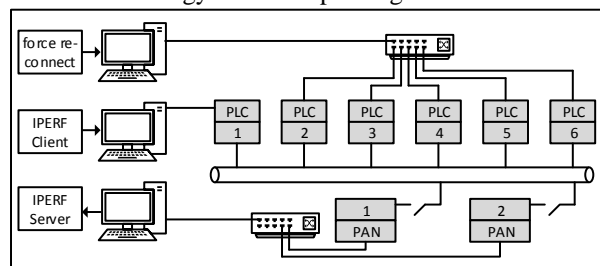 force re-
connect
IPERF
Client
IPERF
Server
PLC
1
PLC
2
PLC
3
PLC
4
PLC
5
PLC
6
1
PAN
2
PAN